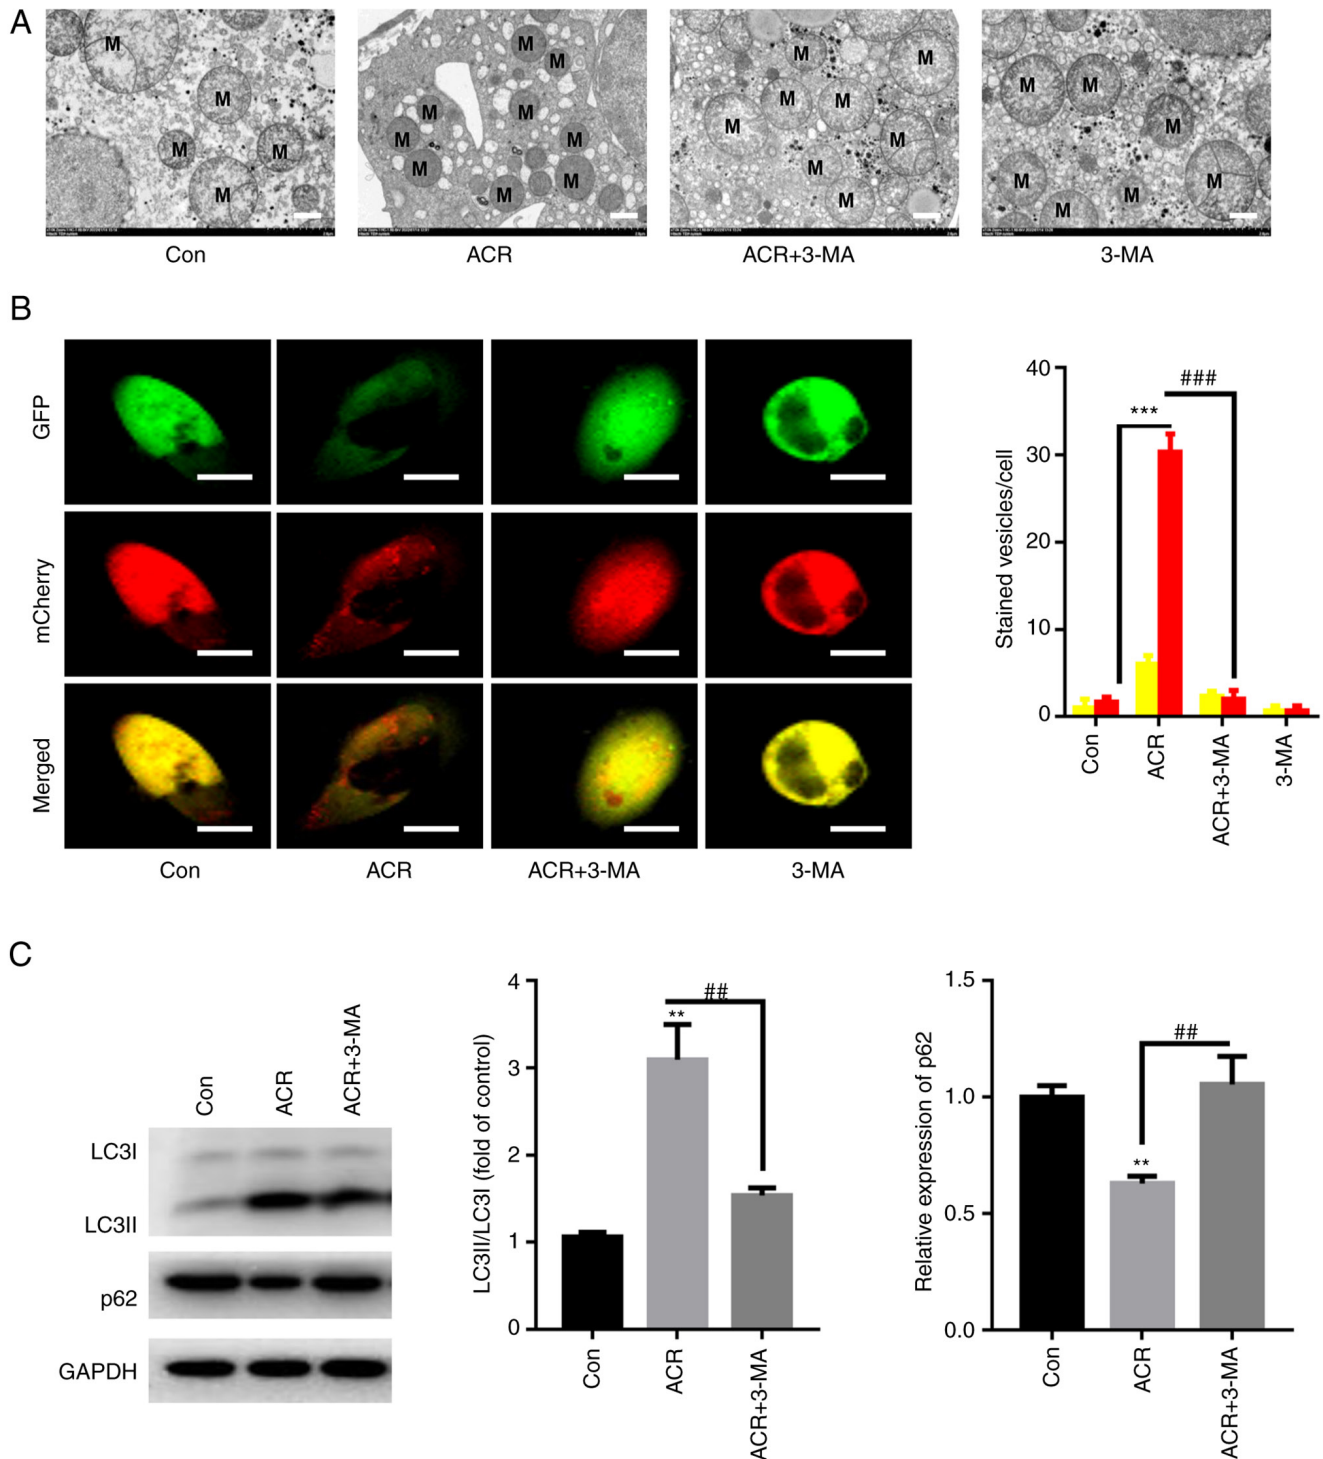 A
M M M M M
M M M M M M M M M
M M M M M M M M
M M M M M M M
Con ACR ACR+3-MA 3-MA
B
GFP
mCherry
Merged
Con ACR ACR+3-MA 3-MA
Stained vesicles/cell
40
30
20
10
0
***
###
Con ACR ACR+3-MA 3-MA
C
Con ACR ACR+3-MA
LC3I
LC3II
p62
GAPDH
LC3II/LC3I (fold of control)
4
3
2
1
0
##
**
Con ACR ACR+3-MA
Relative expression of p62
1.5
1.0
0.5
0.0
##
**
Con ACR ACR+3-MA